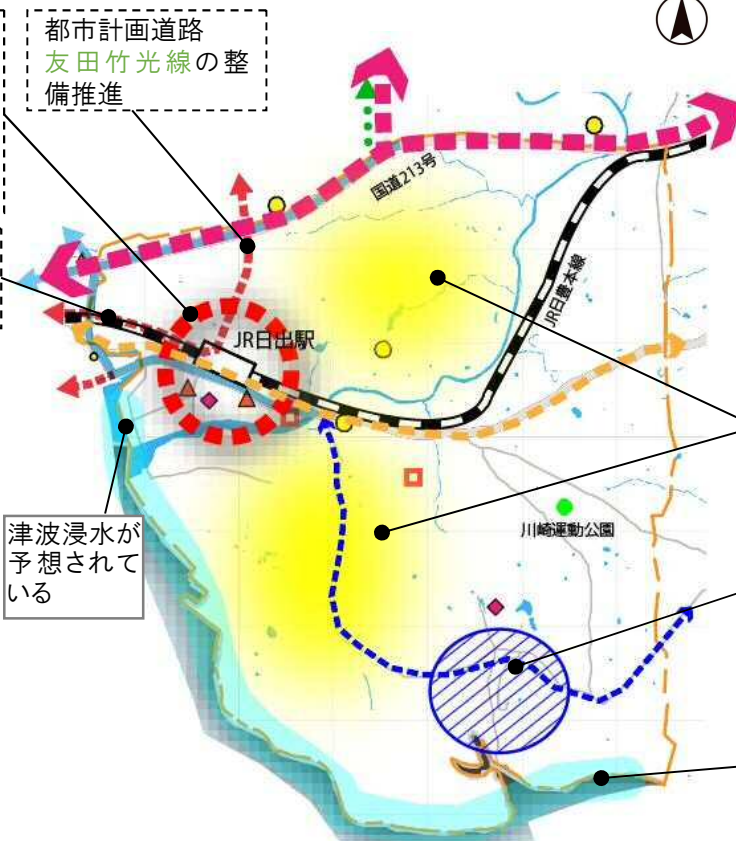 都市計画道路
友田竹光線の整
備推進
国道213号
JR日豊本線
JR日出駅
川崎運動公園
津波浸水が
予想されて
いる